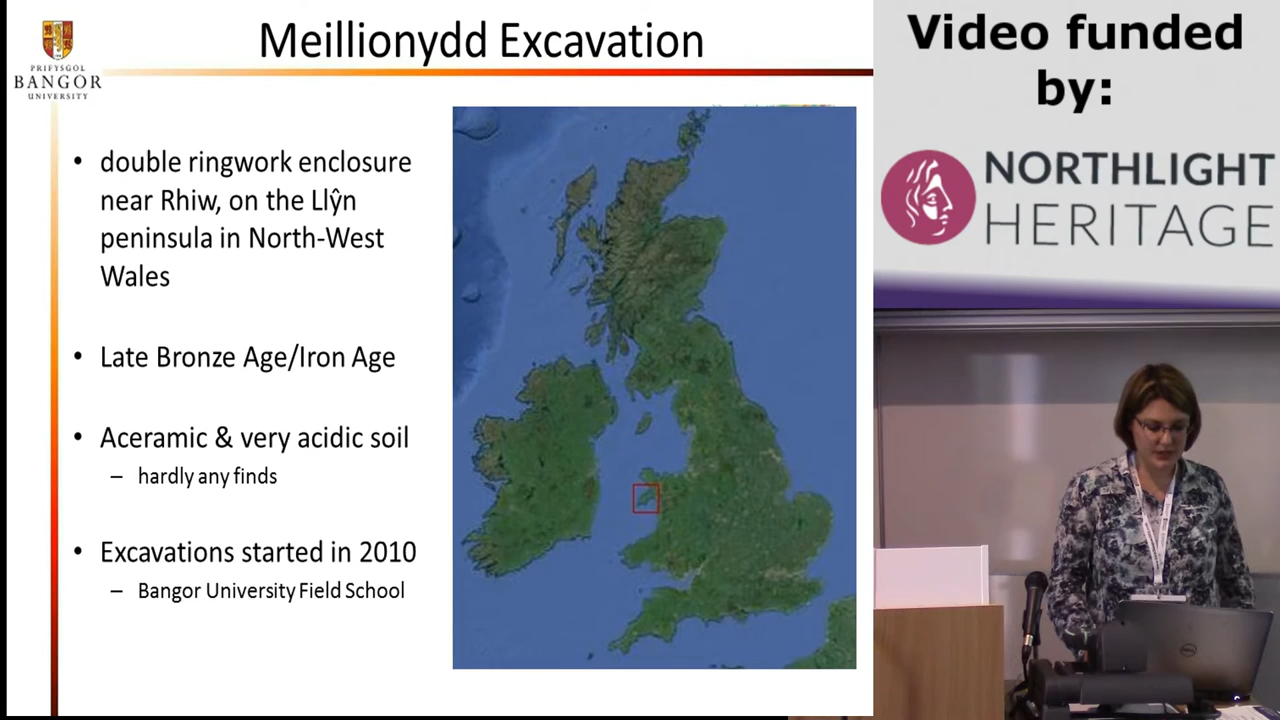 Meillionydd Excavation
PRIFYSGOL
BANGOR
UNIVERSITY
• double ringwork enclosure
near Rhiw, on the Llŷn
peninsula in North-West
Wales
• Late Bronze Age/Iron Age
• Aceramic & very acidic soil
– hardly any finds
• Excavations started in 2010
– Bangor University Field School
Video funded
by:
NORTHLIGHT
HERITAGE
DELL